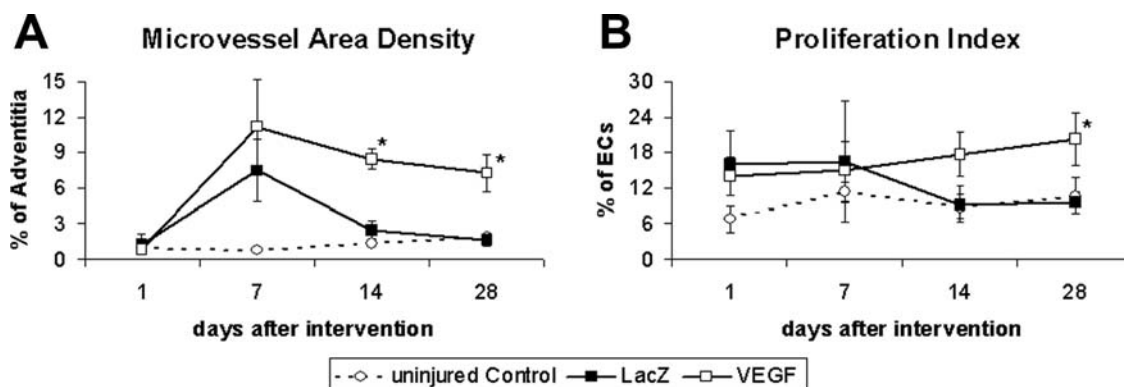 A Microvessel Area Density
% of Adventitia
15
12
9
6
3
0
*
*
1 7 14 28
days after intervention
B Proliferation Index
% of ECs
30
24
18
12
6
0
*
1 7 14 28
days after intervention
uninjured Control LacZ VEGF